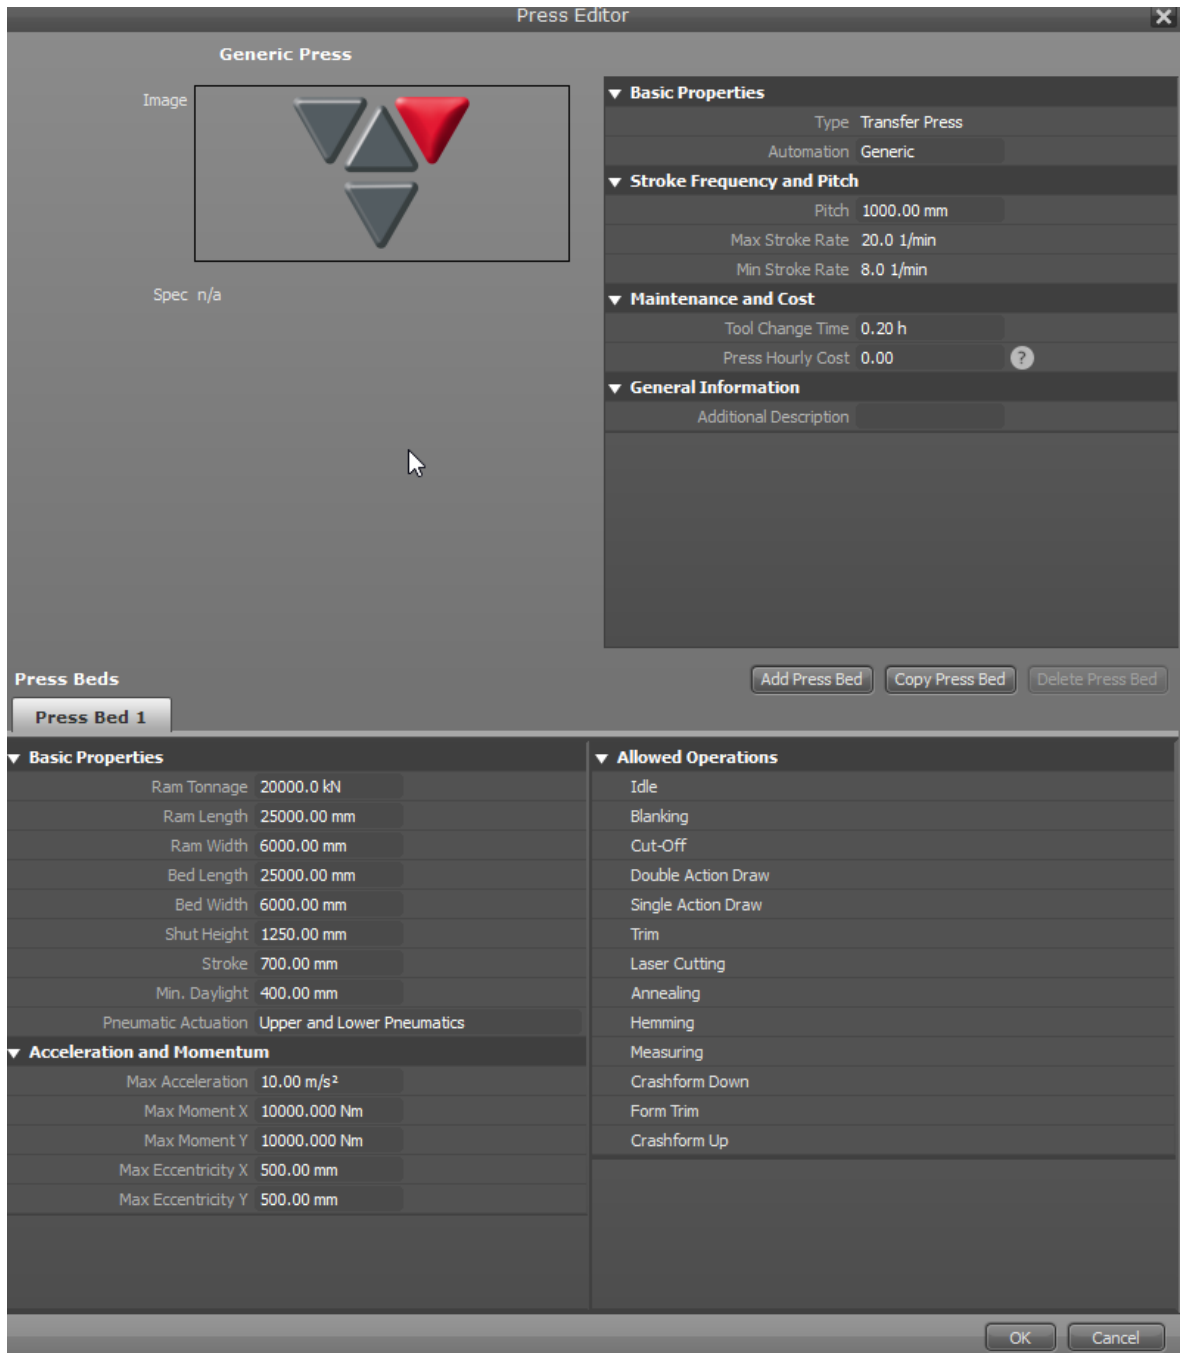 Press Editor
Generic Press
Image
Spec n/a
Basic Properties
Type Transfer Press
Automation Generic
Stroke Frequency and Pitch
Pitch 1000.00 mm
Max Stroke Rate 20.0 1/min
Min Stroke Rate 8.0 1/min
Maintenance and Cost
Tool Change Time 0.20 h
Press Hourly Cost 0.00 ?
General Information
Additional Description
Press Beds
Add Press Bed Copy Press Bed Delete Press Bed
Press Bed 1
Basic Properties
Ram Tonnage 20000.0 kN
Ram Length 25000.00 mm
Ram Width 6000.00 mm
Bed Length 25000.00 mm
Bed Width 6000.00 mm
Shut Height 1250.00 mm
Stroke 700.00 mm
Min. Daylight 400.00 mm
Pneumatic Actuation Upper and Lower Pneumatics
Acceleration and Momentum
Max Acceleration 10.00 m/s²
Max Moment X 10000.000 Nm
Max Moment Y 10000.000 Nm
Max Eccentricity X 500.00 mm
Max Eccentricity Y 500.00 mm
Allowed Operations
Idle
Blanking
Cut-Off
Double Action Draw
Single Action Draw
Trim
Laser Cutting
Annealing
Hemming
Measuring
Crashform Down
Form Trim
Crashform Up
OK Cancel